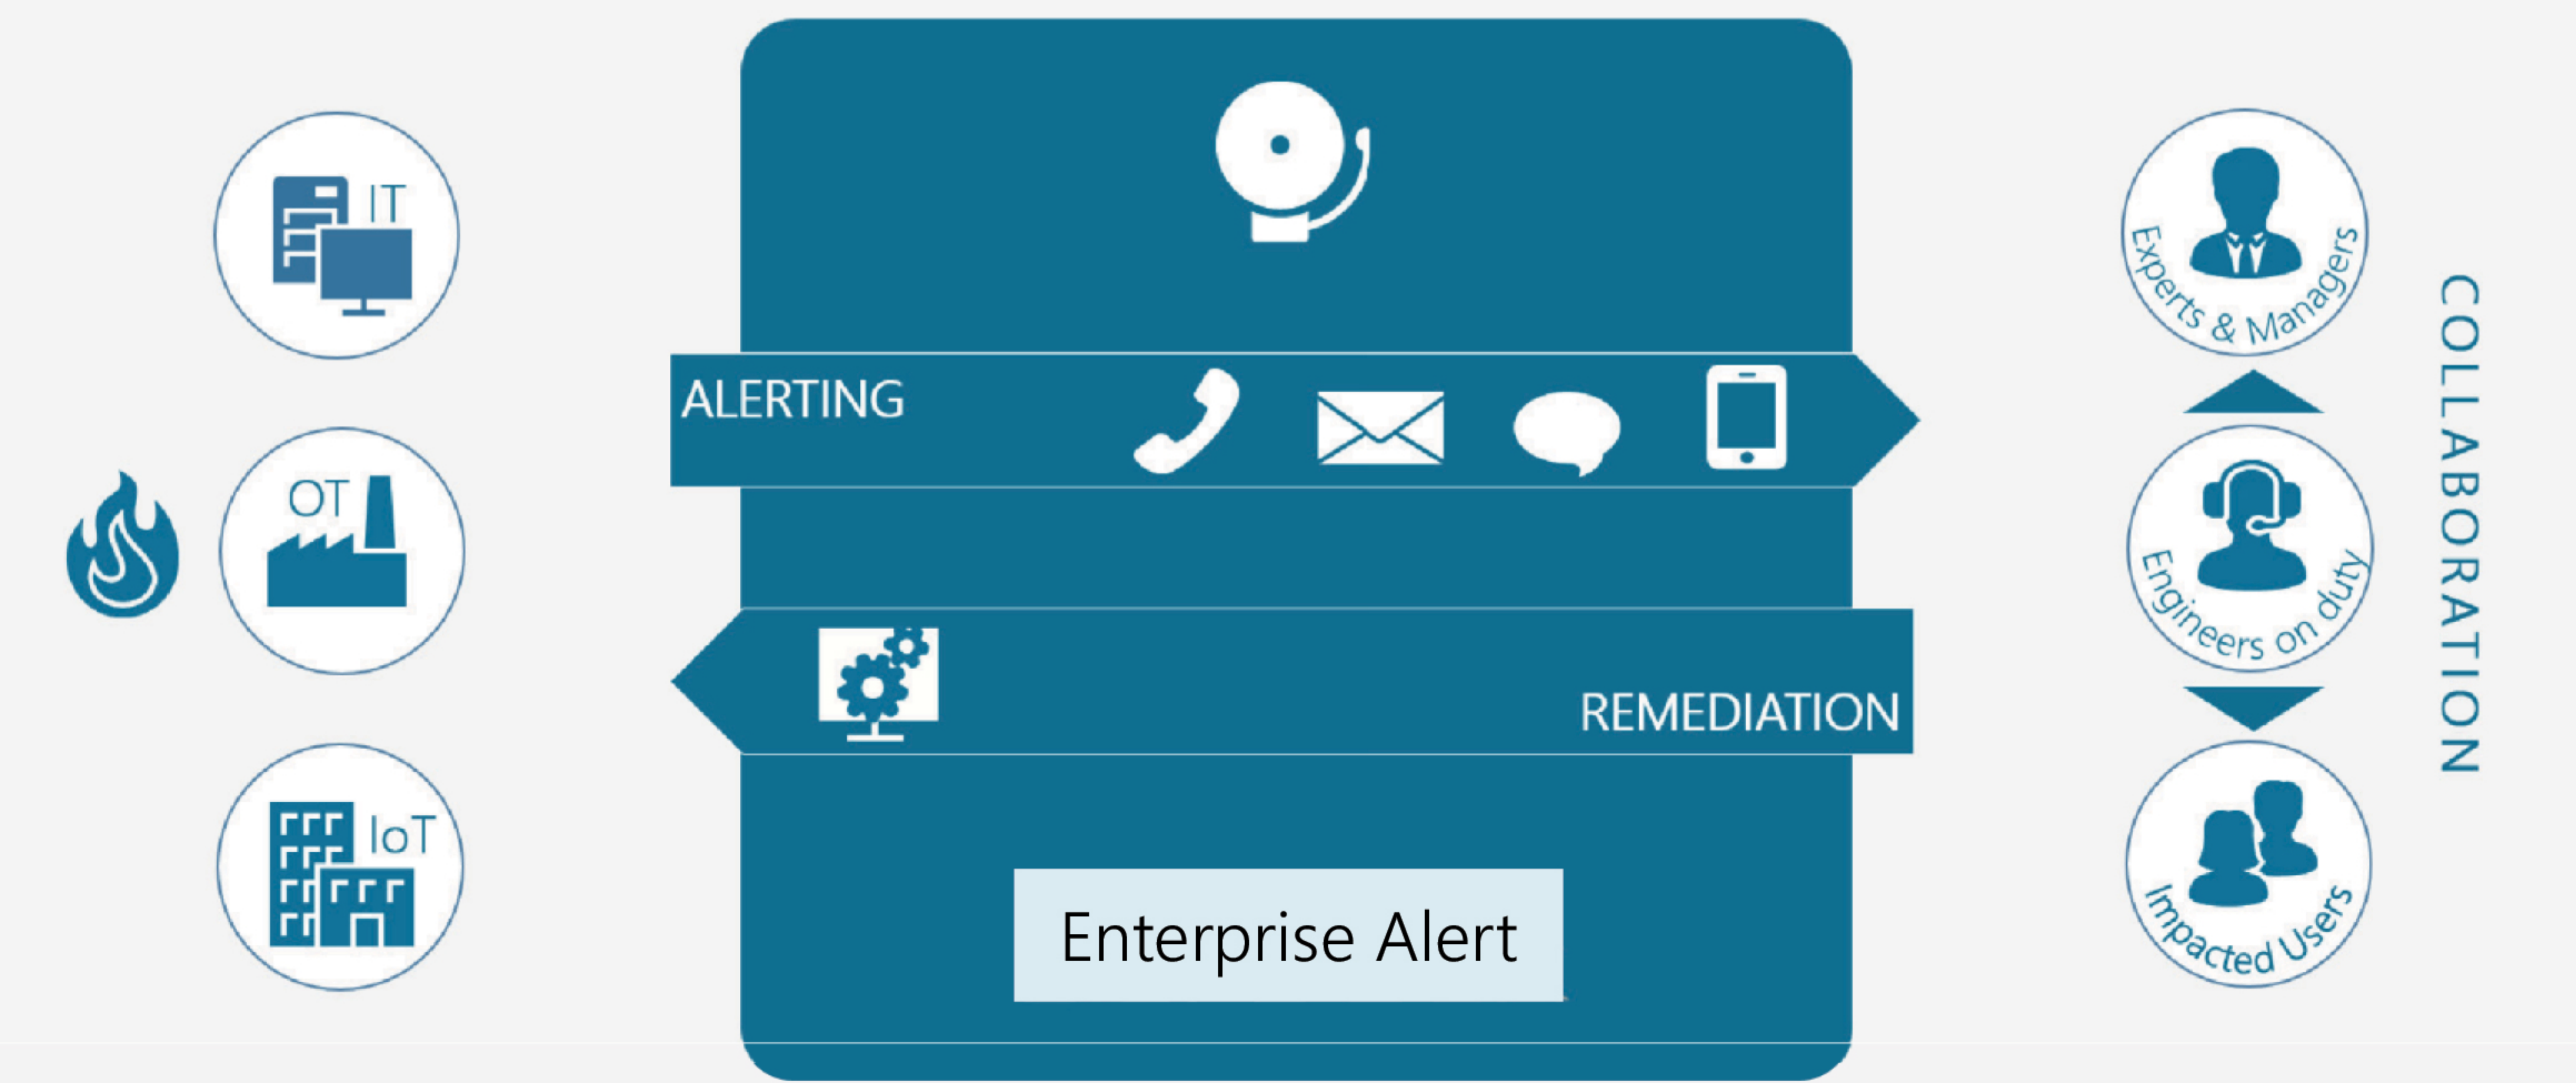 IT
OT
IoT
ALERTING
REMEDIATION
Enterprise Alert
Experts & Managers
Engineers on duty
Impacted Users
COLLABORATION